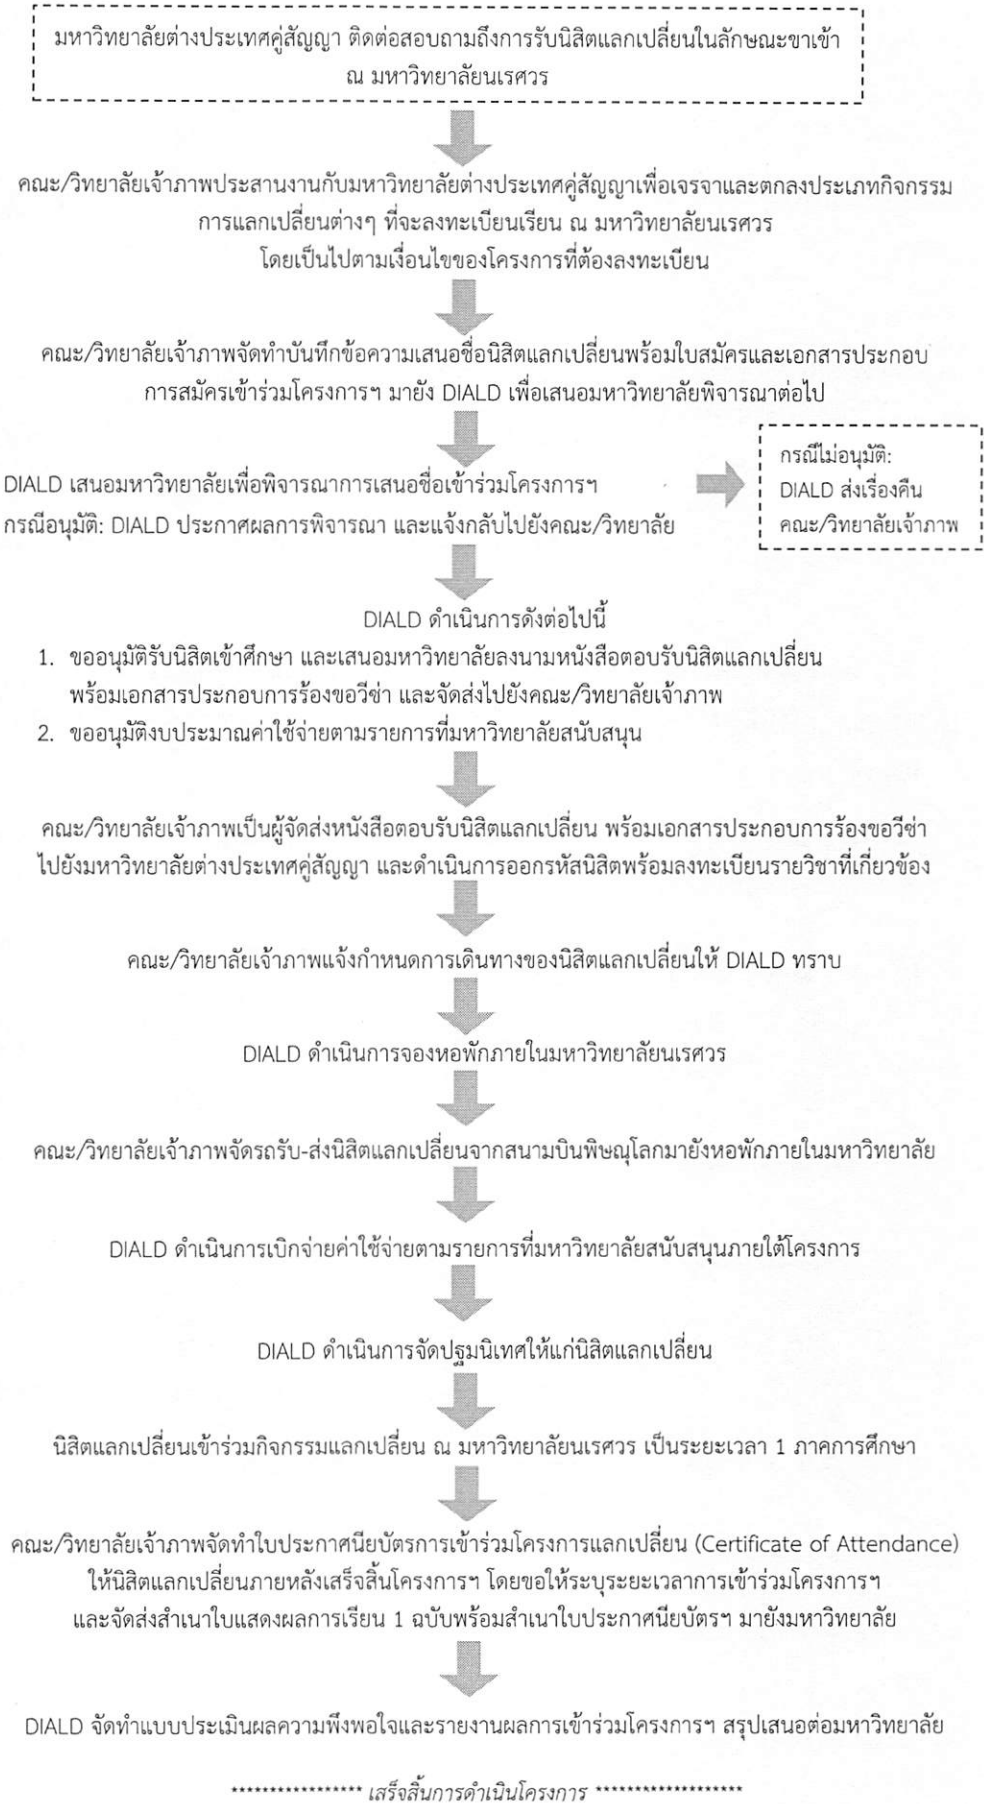 มหาวิทยาลัยต่างประเทศคู่สัญญา ติดต่อสอบถามถึงการรับนิสิตแลกเปลี่ยนในลักษณะขาเข้า
ณ มหาวิทยาลัยนเรศวร
คณะ/วิทยาลัยเจ้าภาพประสานงานกับมหาวิทยาลัยต่างประเทศคู่สัญญาเพื่อเจรจาและตกลงประเภทกิจกรรม
การแลกเปลี่ยนต่างๆ ที่จะลงทะเบียนเรียน ณ มหาวิทยาลัยนเรศวร
โดยเป็นไปตามเงื่อนไขของโครงการที่ต้องลงทะเบียน
คณะ/วิทยาลัยเจ้าภาพจัดทำบันทึกข้อความเสนอชื่อนิสิตแลกเปลี่ยนพร้อมใบสมัครและเอกสารประกอบ
การสมัครเข้าร่วมโครงการฯ มายัง DIALD เพื่อเสนอมหาวิทยาลัยพิจารณาต่อไป
DIALD เสนอมหาวิทยาลัยเพื่อพิจารณาการเสนอชื่อเข้าร่วมโครงการฯ
กรณีอนุมัติ: DIALD ประกาศผลการพิจารณา และแจ้งกลับไปยังคณะ/วิทยาลัย
กรณีไม่อนุมัติ:
DIALD ส่งเรื่องคืน
คณะ/วิทยาลัยเจ้าภาพ
DIALD ดำเนินการดังต่อไปนี้
1. ขออนุมัติรับนิสิตเข้าศึกษา และเสนอมหาวิทยาลัยลงนามหนังสือตอบรับนิสิตแลกเปลี่ยน
พร้อมเอกสารประกอบการร้องขอวีซ่า และจัดส่งไปยังคณะ/วิทยาลัยเจ้าภาพ
2. ขออนุมัติงบประมาณค่าใช้จ่ายตามรายการที่มหาวิทยาลัยสนับสนุน
คณะ/วิทยาลัยเจ้าภาพเป็นผู้จัดส่งหนังสือตอบรับนิสิตแลกเปลี่ยน พร้อมเอกสารประกอบการร้องขอวีซ่า
ไปยังมหาวิทยาลัยต่างประเทศคู่สัญญา และดำเนินการออกรหัสนิสิตพร้อมลงทะเบียนรายวิชาที่เกี่ยวข้อง
คณะ/วิทยาลัยเจ้าภาพแจ้งกำหนดการเดินทางของนิสิตแลกเปลี่ยนให้ DIALD ทราบ
DIALD ดำเนินการจองหอพักภายในมหาวิทยาลัยนเรศวร
คณะ/วิทยาลัยเจ้าภาพจัดรถรับ-ส่งนิสิตแลกเปลี่ยนจากสนามบินพิษณุโลกมายังหอพักภายในมหาวิทยาลัย
DIALD ดำเนินการเบิกจ่ายค่าใช้จ่ายตามรายการที่มหาวิทยาลัยสนับสนุนภายใต้โครงการ
DIALD ดำเนินการจัดปฐมนิเทศให้แก่นิสิตแลกเปลี่ยน
นิสิตแลกเปลี่ยนเข้าร่วมกิจกรรมแลกเปลี่ยน ณ มหาวิทยาลัยนเรศวร เป็นระยะเวลา 1 ภาคการศึกษา
คณะ/วิทยาลัยเจ้าภาพจัดทำใบประกาศนียบัตรการเข้าร่วมโครงการแลกเปลี่ยน (Certificate of Attendance)
ให้นิสิตแลกเปลี่ยนภายหลังเสร็จสิ้นโครงการฯ โดยขอให้ระบุระยะเวลาการเข้าร่วมโครงการฯ
และจัดส่งสำเนาใบแสดงผลการเรียน 1 ฉบับพร้อมสำเนาใบประกาศนียบัตรฯ มายังมหาวิทยาลัย
DIALD จัดทำแบบประเมินผลความพึงพอใจและรายงานผลการเข้าร่วมโครงการฯ สรุปเสนอต่อมหาวิทยาลัย
***************** เสร็จสิ้นการดำเนินโครงการ *******************